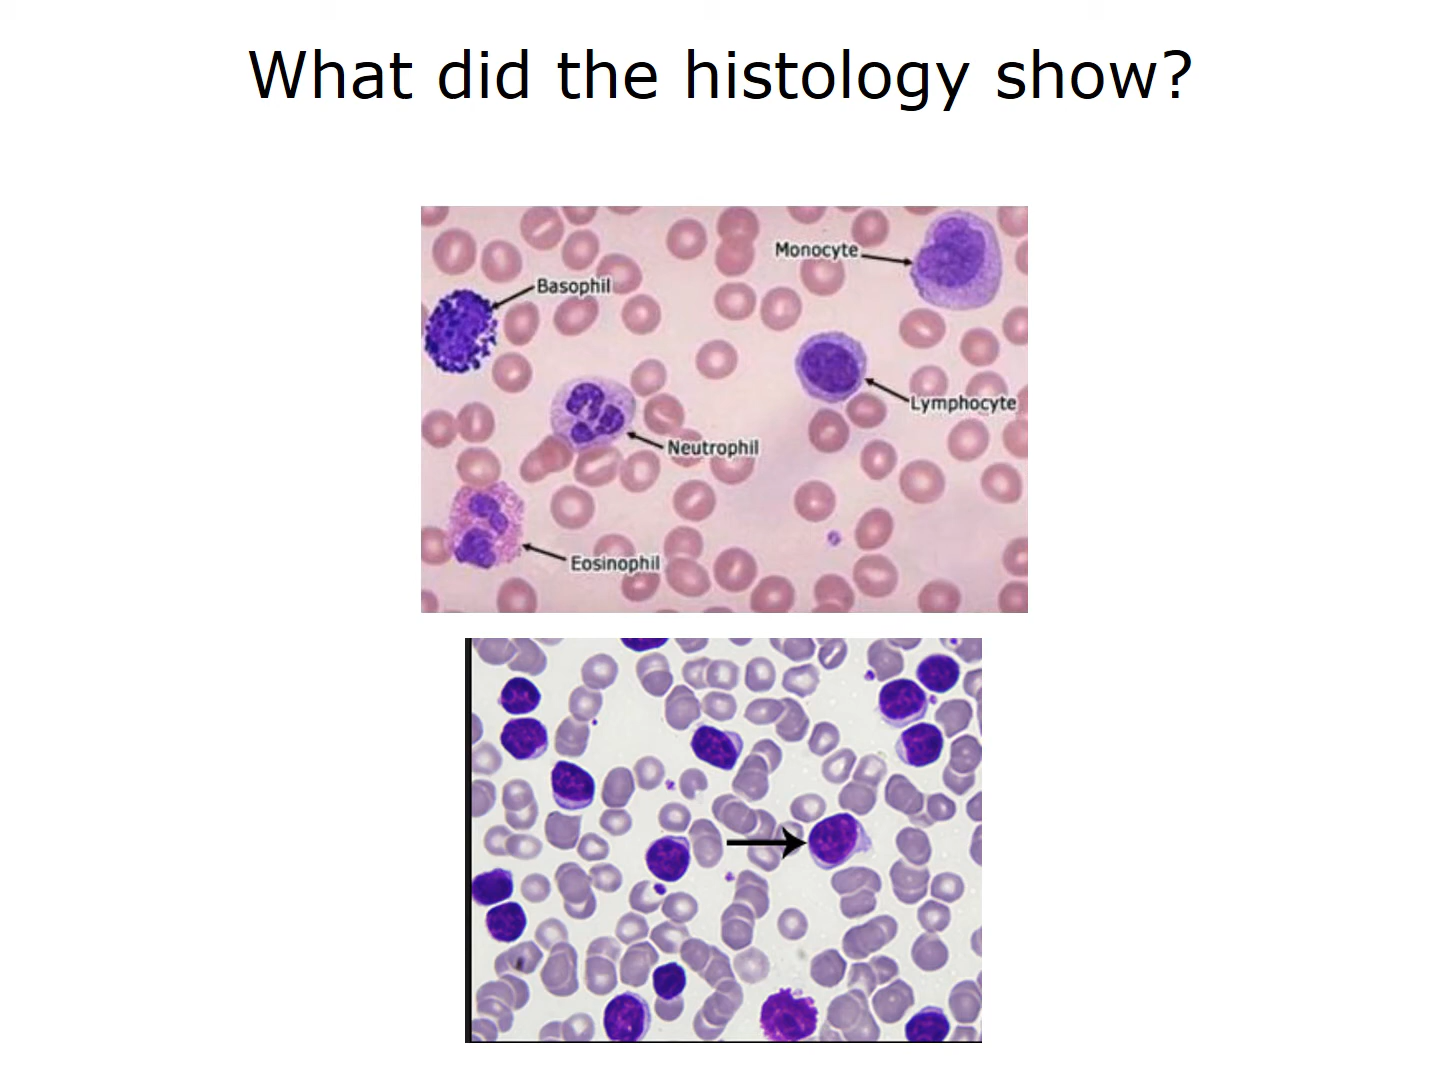 What did the histology show?
Monocyte
Basophil
Lymphocyte
Neutrophil
Eosinophil